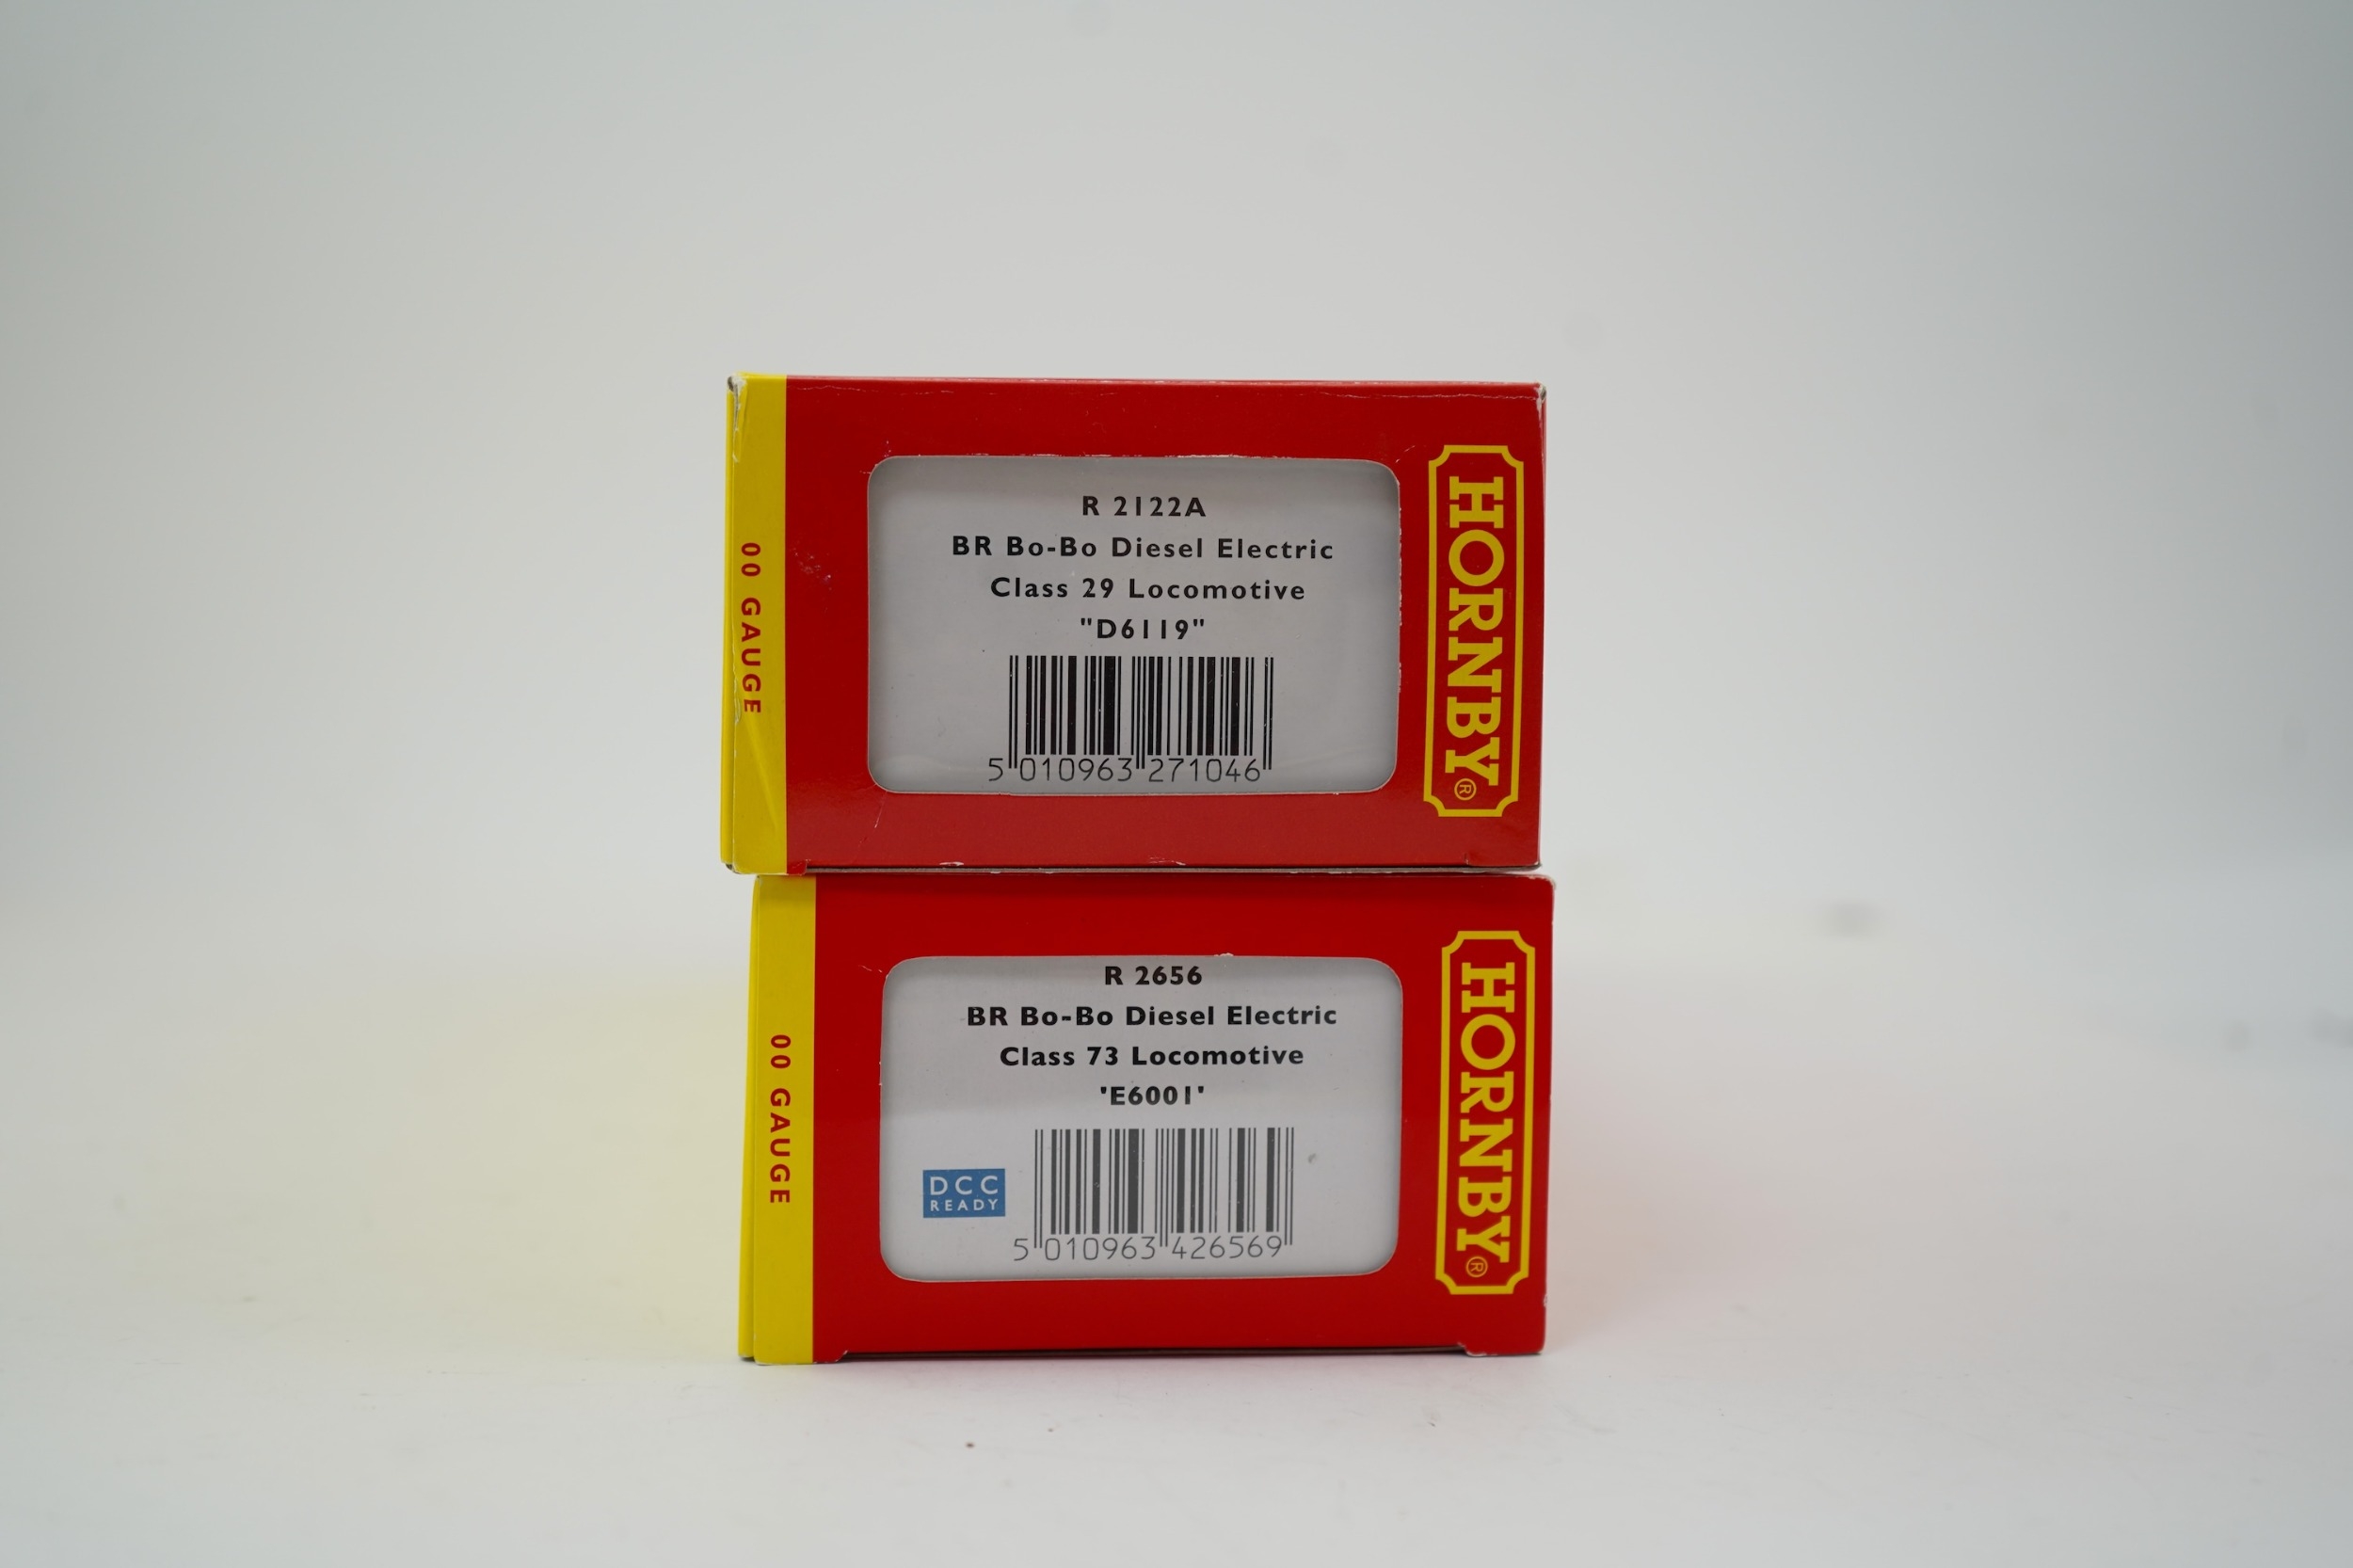 00 GAUGE
R 2122A
BR Bo-Bo Diesel Electric
Class 29 Locomotive
"D6119"
5 010963 271046
HORNBY®
00 GAUGE
R 2656
BR Bo-Bo Diesel Electric
Class 73 Locomotive
'E6001'
DCC
READY
5 010963 426569
HORNBY®